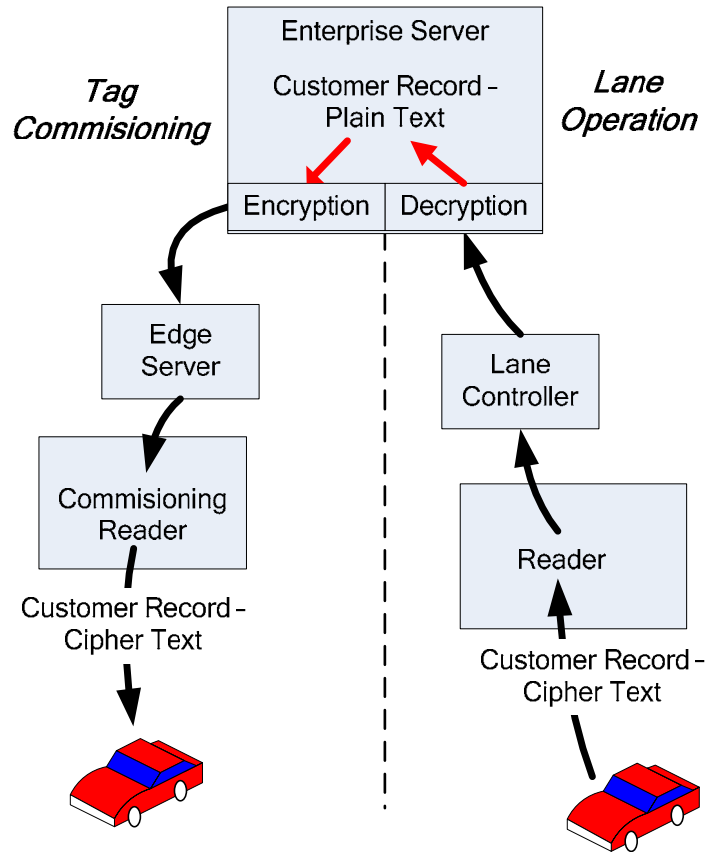 Enterprise Server
Tag
Commisioning
Customer Record –
Plain Text
Lane
Operation
Encryption
Decryption
Edge
Server
Lane
Controller
Commisioning
Reader
Reader
Customer Record –
Cipher Text
Customer Record –
Cipher Text